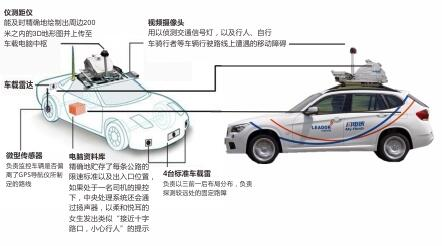 仪测距仪
能及时精确地绘制出周边200
米之内的3D地形图并上传至
车载电脑中枢
视频摄像头
用以侦测交通信号灯，以及行人、自行
车骑行者等车辆行驶路线上遭遇的移动障碍
车载雷达
微型传感器
负责监控车辆是否偏
离了GPS导航仪所制
定的路线
电脑资料库
精确地贮存了每条公路的
限速标准以及出入口位置，
如果处于一名司机的操控
下，中央处理系统还会通
过扬声器，以柔和悦耳的
女生发出类似“接近十字
路口，小心行人”的提示
4台标准车载雷
负责以三前一后布局分布，负责
探测较远处的固定路障
LEADER